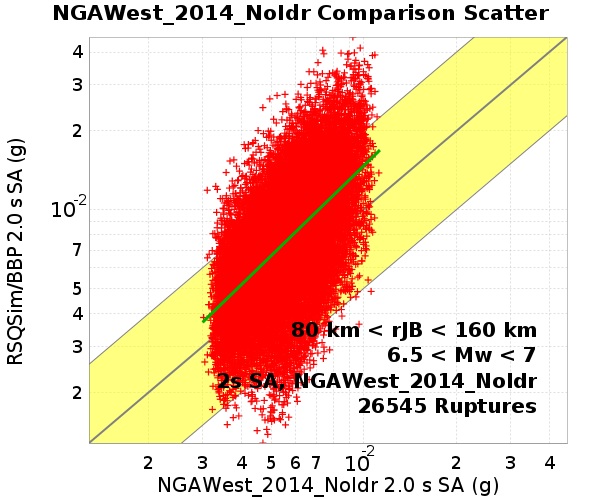 NGAWest_2014_NoIdr Comparison Scatter
RSQSim/BBP 2.0 s SA (g)
4
3
2
10-2
7
5
4
3
2
80 km < rJB < 160 km
6.5 < Mw < 7
2s SA, NGAWest_2014_NoIdr
26545 Ruptures
2 3 4 5 6 7 10-2 2 3 4
NGAWest_2014_NoIdr 2.0 s SA (g)